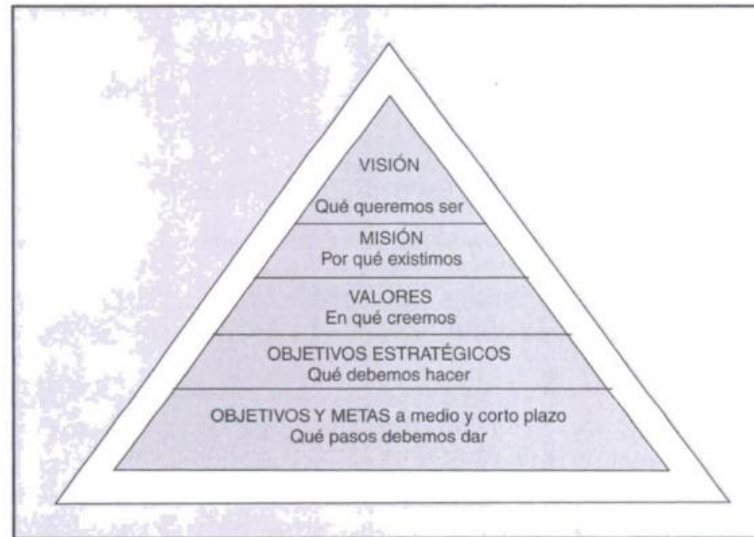 VISIÓN
Qué queremos ser
MISIÓN
Por qué existimos
VALORES
En qué creemos
OBJETIVOS ESTRATÉGICOS
Qué debemos hacer
OBJETIVOS Y METAS a medio y corto plazo
Qué pasos debemos dar